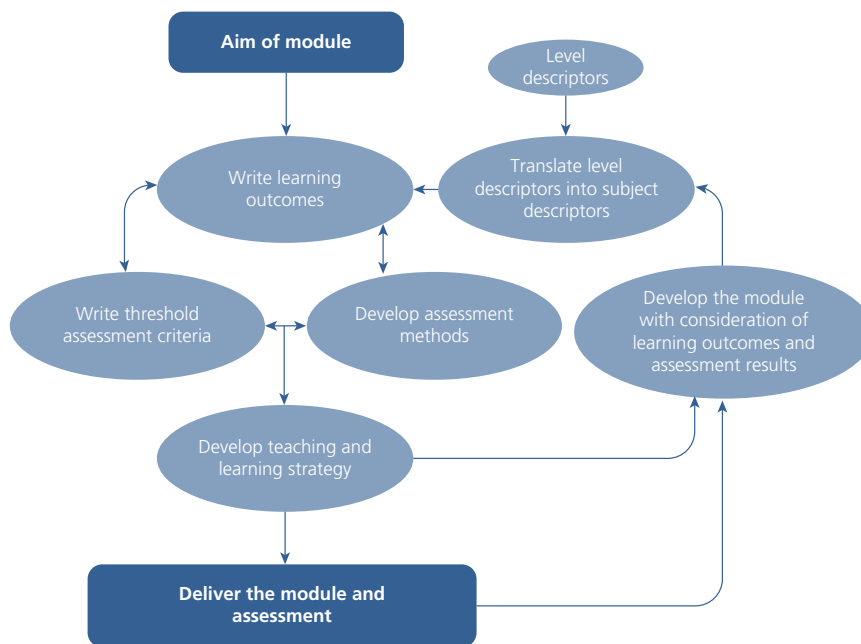 Aim of module
Level
descriptors
Write learning
outcomes
Translate level
descriptors into subject
descriptors
Write threshold
assessment criteria
Develop assessment
methods
Develop the module
with consideration of
learning outcomes and
assessment results
Develop teaching and
learning strategy
Deliver the module and
assessment